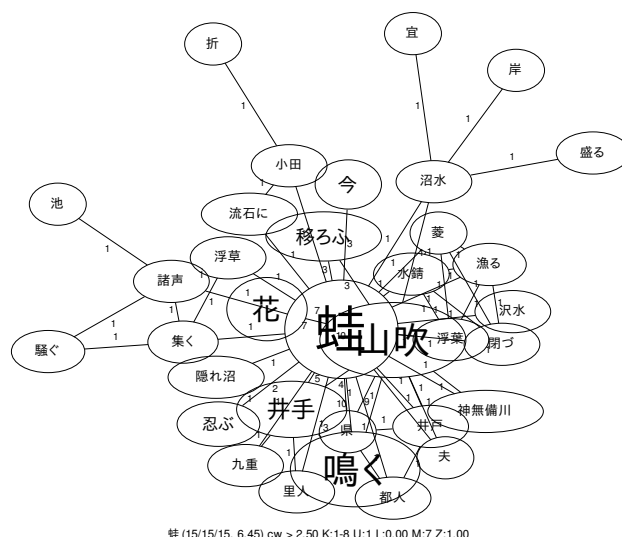 折
宜
岸
盛る
小田
今
沼水
流石に
池
移ろふ
菱
浮草
水錆
漁る
諸声
花
沢水
蛙
山吹
浮葉
閉づ
騒ぐ
集く
隠れ沼
井手
神無備川
忍ぶ
県
井戸
夫
九重
鳴く
里人
都人
蛙 (15/15/15, 6.45) cw > 2.50 K:1-8 U:1 L:0.00 M:7 Z:1.00